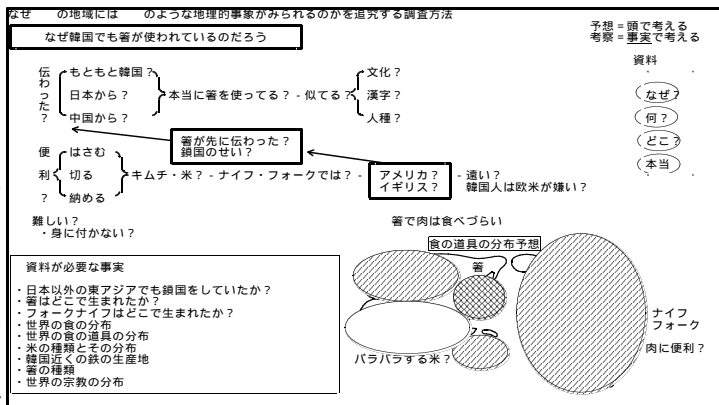 なぜ　　の地域には　　のような地理的事象がみられるのかを追究する調査方法
予想＝頭で考える
考察＝事実で考える
なぜ韓国でも箸が使われているのだろう
資料
なぜ？
何？
どこ？
本当
伝わった？
もともと韓国？
日本から？
中国から？
本当に箸を使ってる？ - 似てる？
文化？
漢字？
人種？
箸が先に伝わった？
鎖国のせい？
便利？
はさむ
切る
納める
キムチ・米？ - ナイフ・フォークでは？ -
アメリカ？
イギリス？
- 遠い？
韓国人は欧米が嫌い？
難しい？
・身に付かない？
箸で肉は食べづらい
食の道具の分布予想
箸
ナイフ
フォーク
肉に便利？
パラパラする米？
資料が必要な事実
・日本以外の東アジアでも鎖国をしていたか？
・箸はどこで生まれたか？
・フォークナイフはどこで生まれたか？
・世界の食の分布
・世界の食の道具の分布
・米の種類とその分布
・韓国近くの鉄の生産地
・箸の種類
・世界の宗教の分布